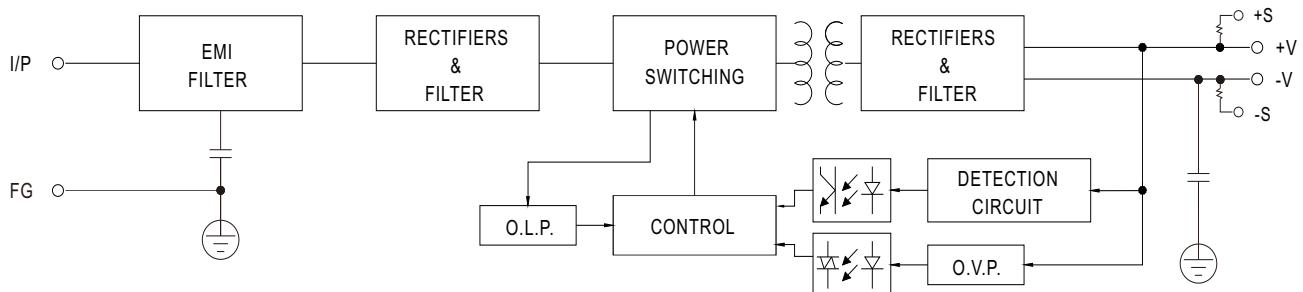 I/P
EMI
FILTER
RECTIFIERS
&
FILTER
POWER
SWITCHING
RECTIFIERS
&
FILTER
+S
+V
-V
-S
FG
O.L.P.
CONTROL
DETECTION
CIRCUIT
O.V.P.